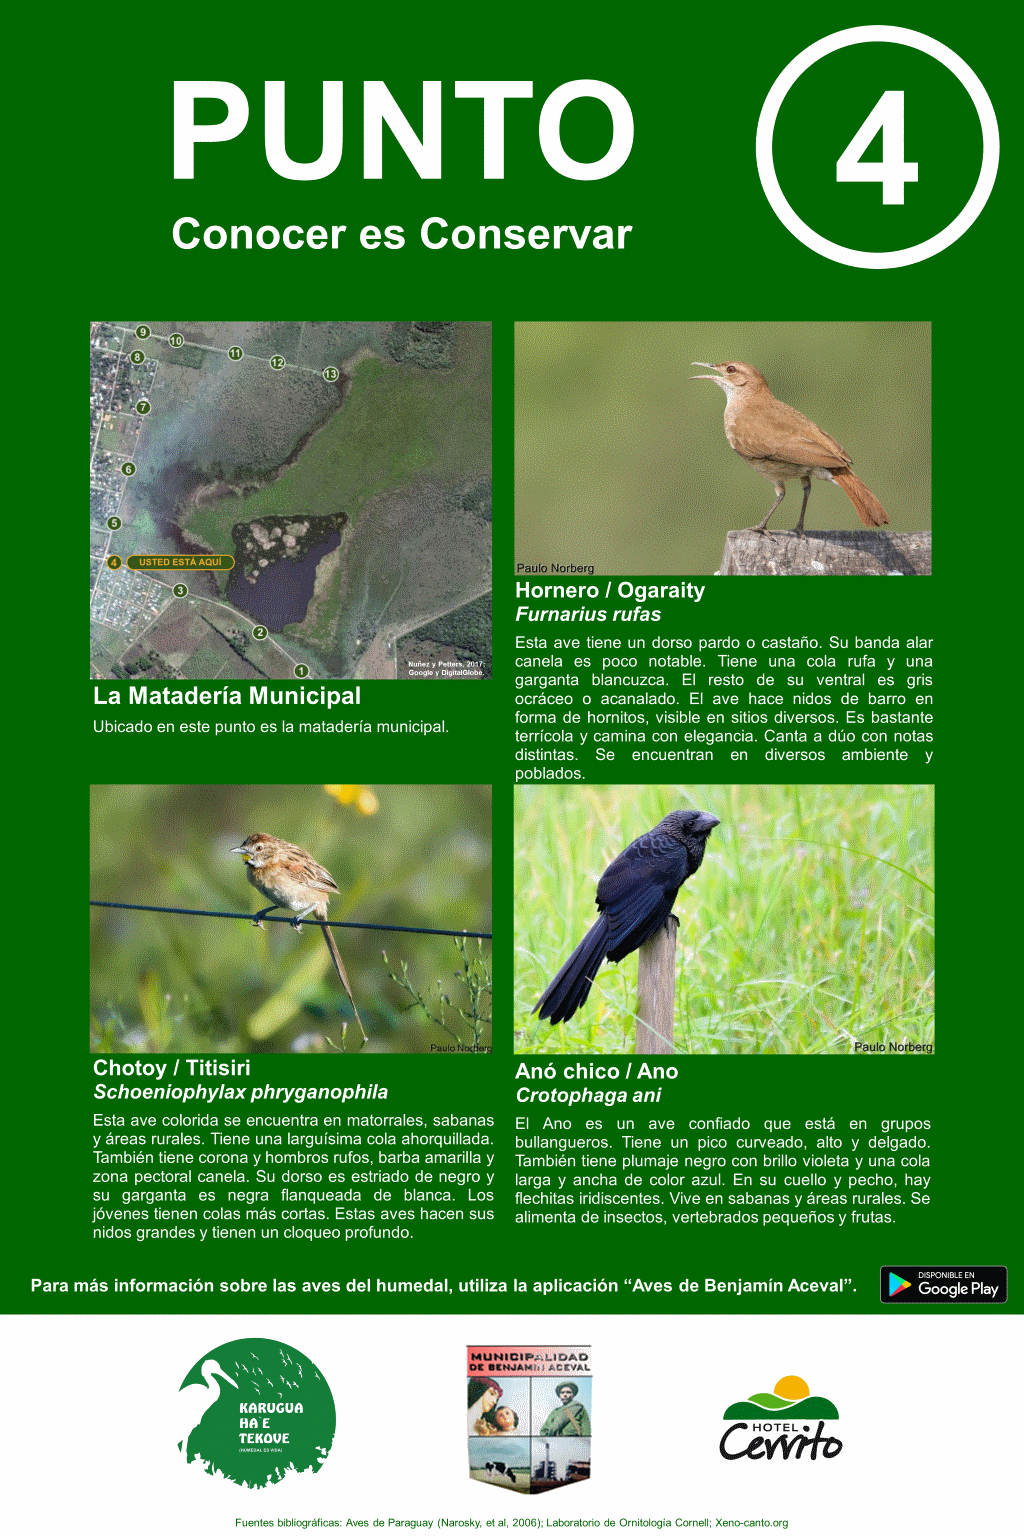 PUNTO
4
Conocer es Conservar
9
10
11
12
13
8
7
6
5
4
USTED ESTÁ AQUÍ
3
2
1
Nuñez y Petters, 2017;
Google y DigitalGlobe.
La Matadería Municipal
Ubicado en este punto es la matadería municipal.
Paulo Norberg
Hornero / Ogaraity
Furnarius rufas
Esta ave tiene un dorso pardo o castaño. Su banda alar
canela es poco notable. Tiene una cola rufa y una
garganta blancuzca. El resto de su ventral es gris
ocráceo o acanalado. El ave hace nidos de barro en
forma de hornitos, visible en sitios diversos. Es bastante
terrícola y camina con elegancia. Canta a dúo con notas
distintas. Se encuentran en diversos ambiente y
poblados.
Paulo Norberg
Chotoy / Titisiri
Schoeniophylax phryganophila
Esta ave colorida se encuentra en matorrales, sabanas
y áreas rurales. Tiene una larguísima cola ahorquillada.
También tiene corona y hombros rufos, barba amarilla y
zona pectoral canela. Su dorso es estriado de negro y
su garganta es negra flanqueada de blanca. Los
jóvenes tienen colas más cortas. Estas aves hacen sus
nidos grandes y tienen un cloqueo profundo.
Paulo Norberg
Anó chico / Ano
Crotophaga ani
El Ano es un ave confiado que está en grupos
bullangueros. Tiene un pico curveado, alto y delgado.
También tiene plumaje negro con brillo violeta y una cola
larga y ancha de color azul. En su cuello y pecho, hay
flechitas iridiscentes. Vive en sabanas y áreas rurales. Se
alimenta de insectos, vertebrados pequeños y frutas.
Para más información sobre las aves del humedal, utiliza la aplicación “Aves de Benjamín Aceval”.
DISPONIBLE EN
Google Play
KARUGUA
HA'E
TEKOVE
(HUMEDAL ES VIDA)
MUNICIPALIDAD
DE BENJAMIN ACEVAL
HOTEL
Cerrito
Fuentes bibliográficas: Aves de Paraguay (Narosky, et al, 2006); Laboratorio de Ornitología Cornell; Xeno-canto.org